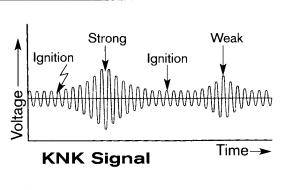 Strong
Weak
Ignition
Ignition
Voltage
KNK Signal
Time